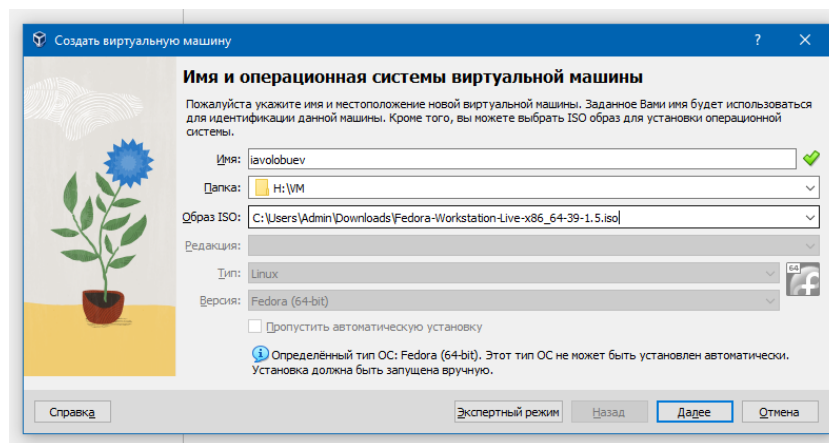 Создать виртуальную машину
Имя и операционная системы виртуальной машины
Пожалуйста укажите имя и местоположение новой виртуальной машины. Заданное Вами имя будет использоваться
для идентификации данной машины. Кроме того, вы можете выбрать ISO образ для установки операционной
системы.
Имя: iavolobuev
Папка: H:\VM
Образ ISO: C:\Users\Admin\Downloads\Fedora-Workstation-Live-x86_64-39-1.5.iso
Редакция:
Тип: Linux
64
Версия: Fedora (64-bit)
Пропустить автоматическую установку
Определённый тип ОС: Fedora (64-bit). Этот тип ОС не может быть установлен автоматически.
Установка должна быть запущена вручную.
Справка Экспертный режим Назад Далее Отмена